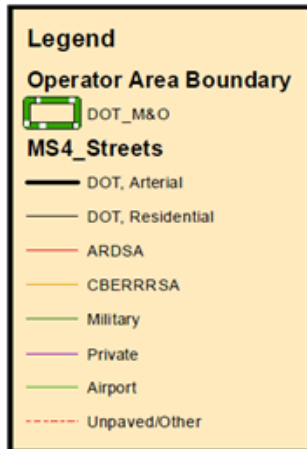 Legend
Operator Area Boundary
DOT_M&O
MS4_Streets
DOT, Arterial
DOT, Residential
ARDSA
CBERRRSA
Military
Private
Airport
Unpaved/Other